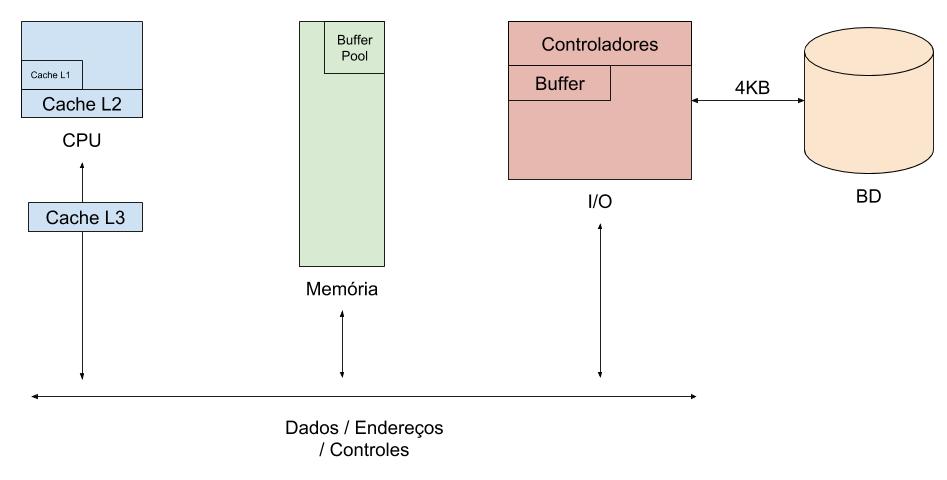 Cache L1
Cache L2
CPU
Cache L3
Buffer
Pool
Memória
Controladores
Buffer
I/O
4KB
BD
Dados / Endereços
/ Controles